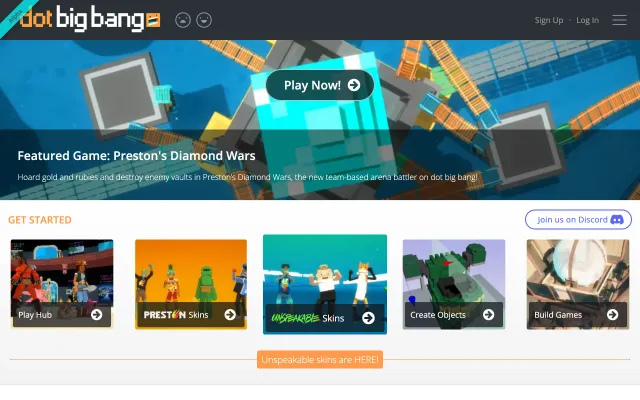 Alpha
dot big bang
Sign Up · Log In
Play Now!
Featured Game: Preston's Diamond Wars
Hoard gold and rubies and destroy enemy vaults in Preston's Diamond Wars, the new team-based arena battler on dot big bang!
GET STARTED
Join us on Discord
Play Hub
PRESTON Skins
UNSPEAKABLE Skins
Create Objects
Build Games
Unspeakable skins are HERE!